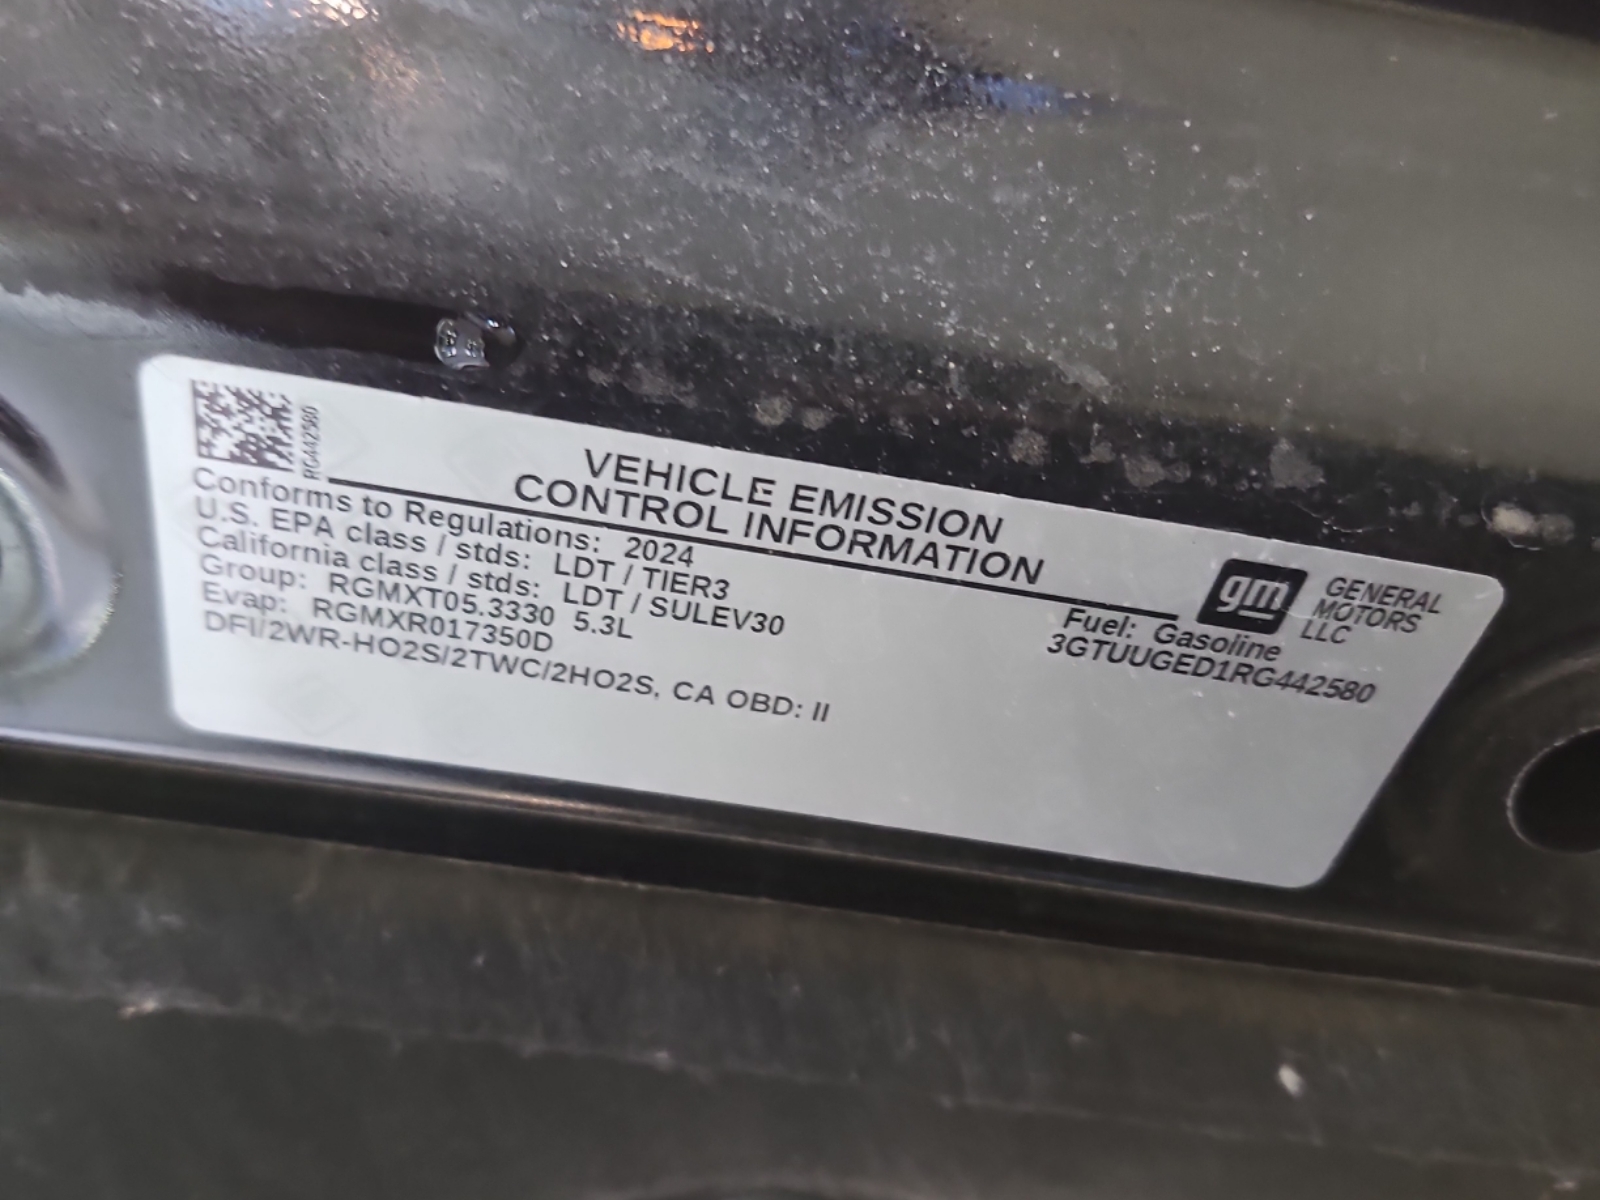 RG442580
VEHICLE EMISSION
CONTROL INFORMATION
Conforms to Regulations: 2024
U.S. EPA class / stds: LDT / TIER3
California class / stds: LDT / SULEV30
Group: RGMXT05.3330 5.3L
Evap: RGMXR017350D
DFI/2WR-HO2S/2TWC/2HO2S, CA OBD: II
gm
GENERAL
MOTORS
LLC
Fuel: Gasoline
3GTUUGED1RG442580